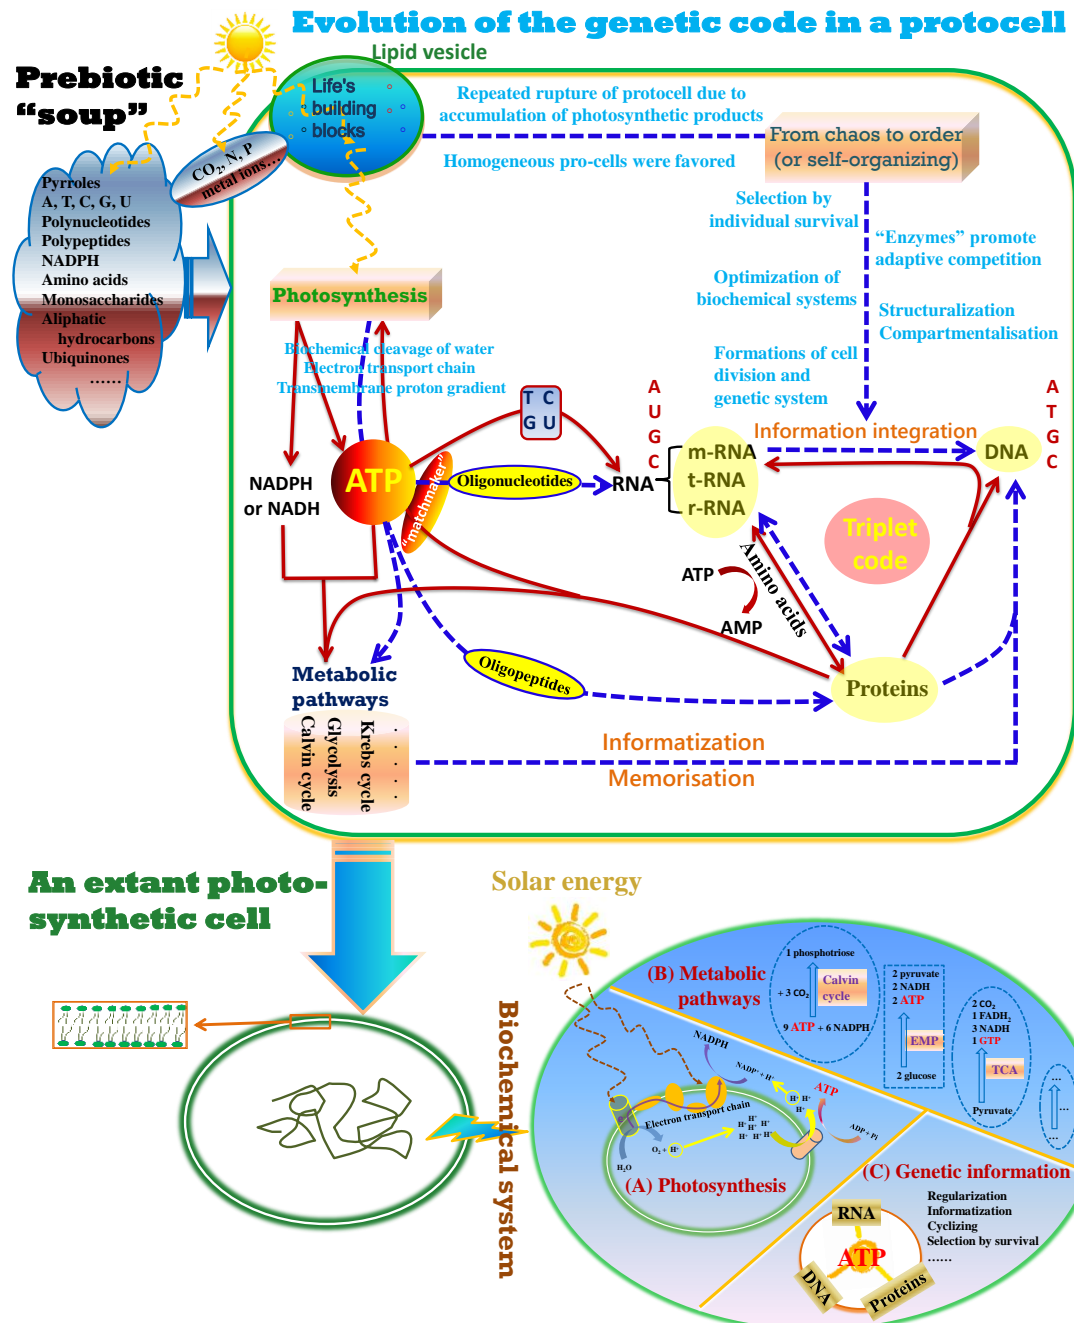 Evolution of the genetic code in a protocell
Lipid vesicle
Prebiotic
“soup”
Life's
building
blocks
CO₂, N, P
metal ions…
Pyrroles
A, T, C, G, U
Polynucleotides
Polypeptides
NADPH
Amino acids
Monosaccharides
Aliphatic
hydrocarbons
Ubiquinones
……
Repeated rupture of protocell due to
accumulation of photosynthetic products
Homogeneous pro-cells were favored
From chaos to order
(or self-organizing)
Selection by
individual survival
“Enzymes” promote
adaptive competition
Optimization of
biochemical systems
Structuralization
Compartmentalisation
Formations of cell
division and
genetic system
Photosynthesis
Biochemical cleavage of water
Electron transport chain
Transmembrane proton gradient
T C
G U
A
U
G
C
A
T
G
C
Information integration
NADPH
or NADH
ATP
“matchmaker”
Oligonucleotides
RNA
m-RNA
t-RNA
r-RNA
DNA
Triplet
code
Amino acids
ATP
AMP
Oligopeptides
Proteins
Metabolic
pathways
Calvin cycle
Glycolysis
Krebs cycle
. . . . .
Informatization
Memorisation
An extant photo-
synthetic cell
Solar energy
Biochemical system
(B) Metabolic
pathways
1 phosphotriose
+ 3 CO₂
Calvin
cycle
9 ATP + 6 NADPH
2 pyruvate
2 NADH
2 ATP
EMP
2 glucose
2 CO₂
1 FADH₂
3 NADH
1 GTP
TCA
Pyruvate
...
...
NADPH
NADP⁺ + H⁺
Electron transport chain
H⁺ H⁺
H⁺
ATP
ADP + Pi
H⁺
H⁺ H⁺ H⁺
H⁺ H⁺ H⁺
O₂ + H⁺
H₂O
(A) Photosynthesis
(C) Genetic information
Regularization
Informatization
Cyclizing
Selection by survival
……
RNA
ATP
DNA
Proteins